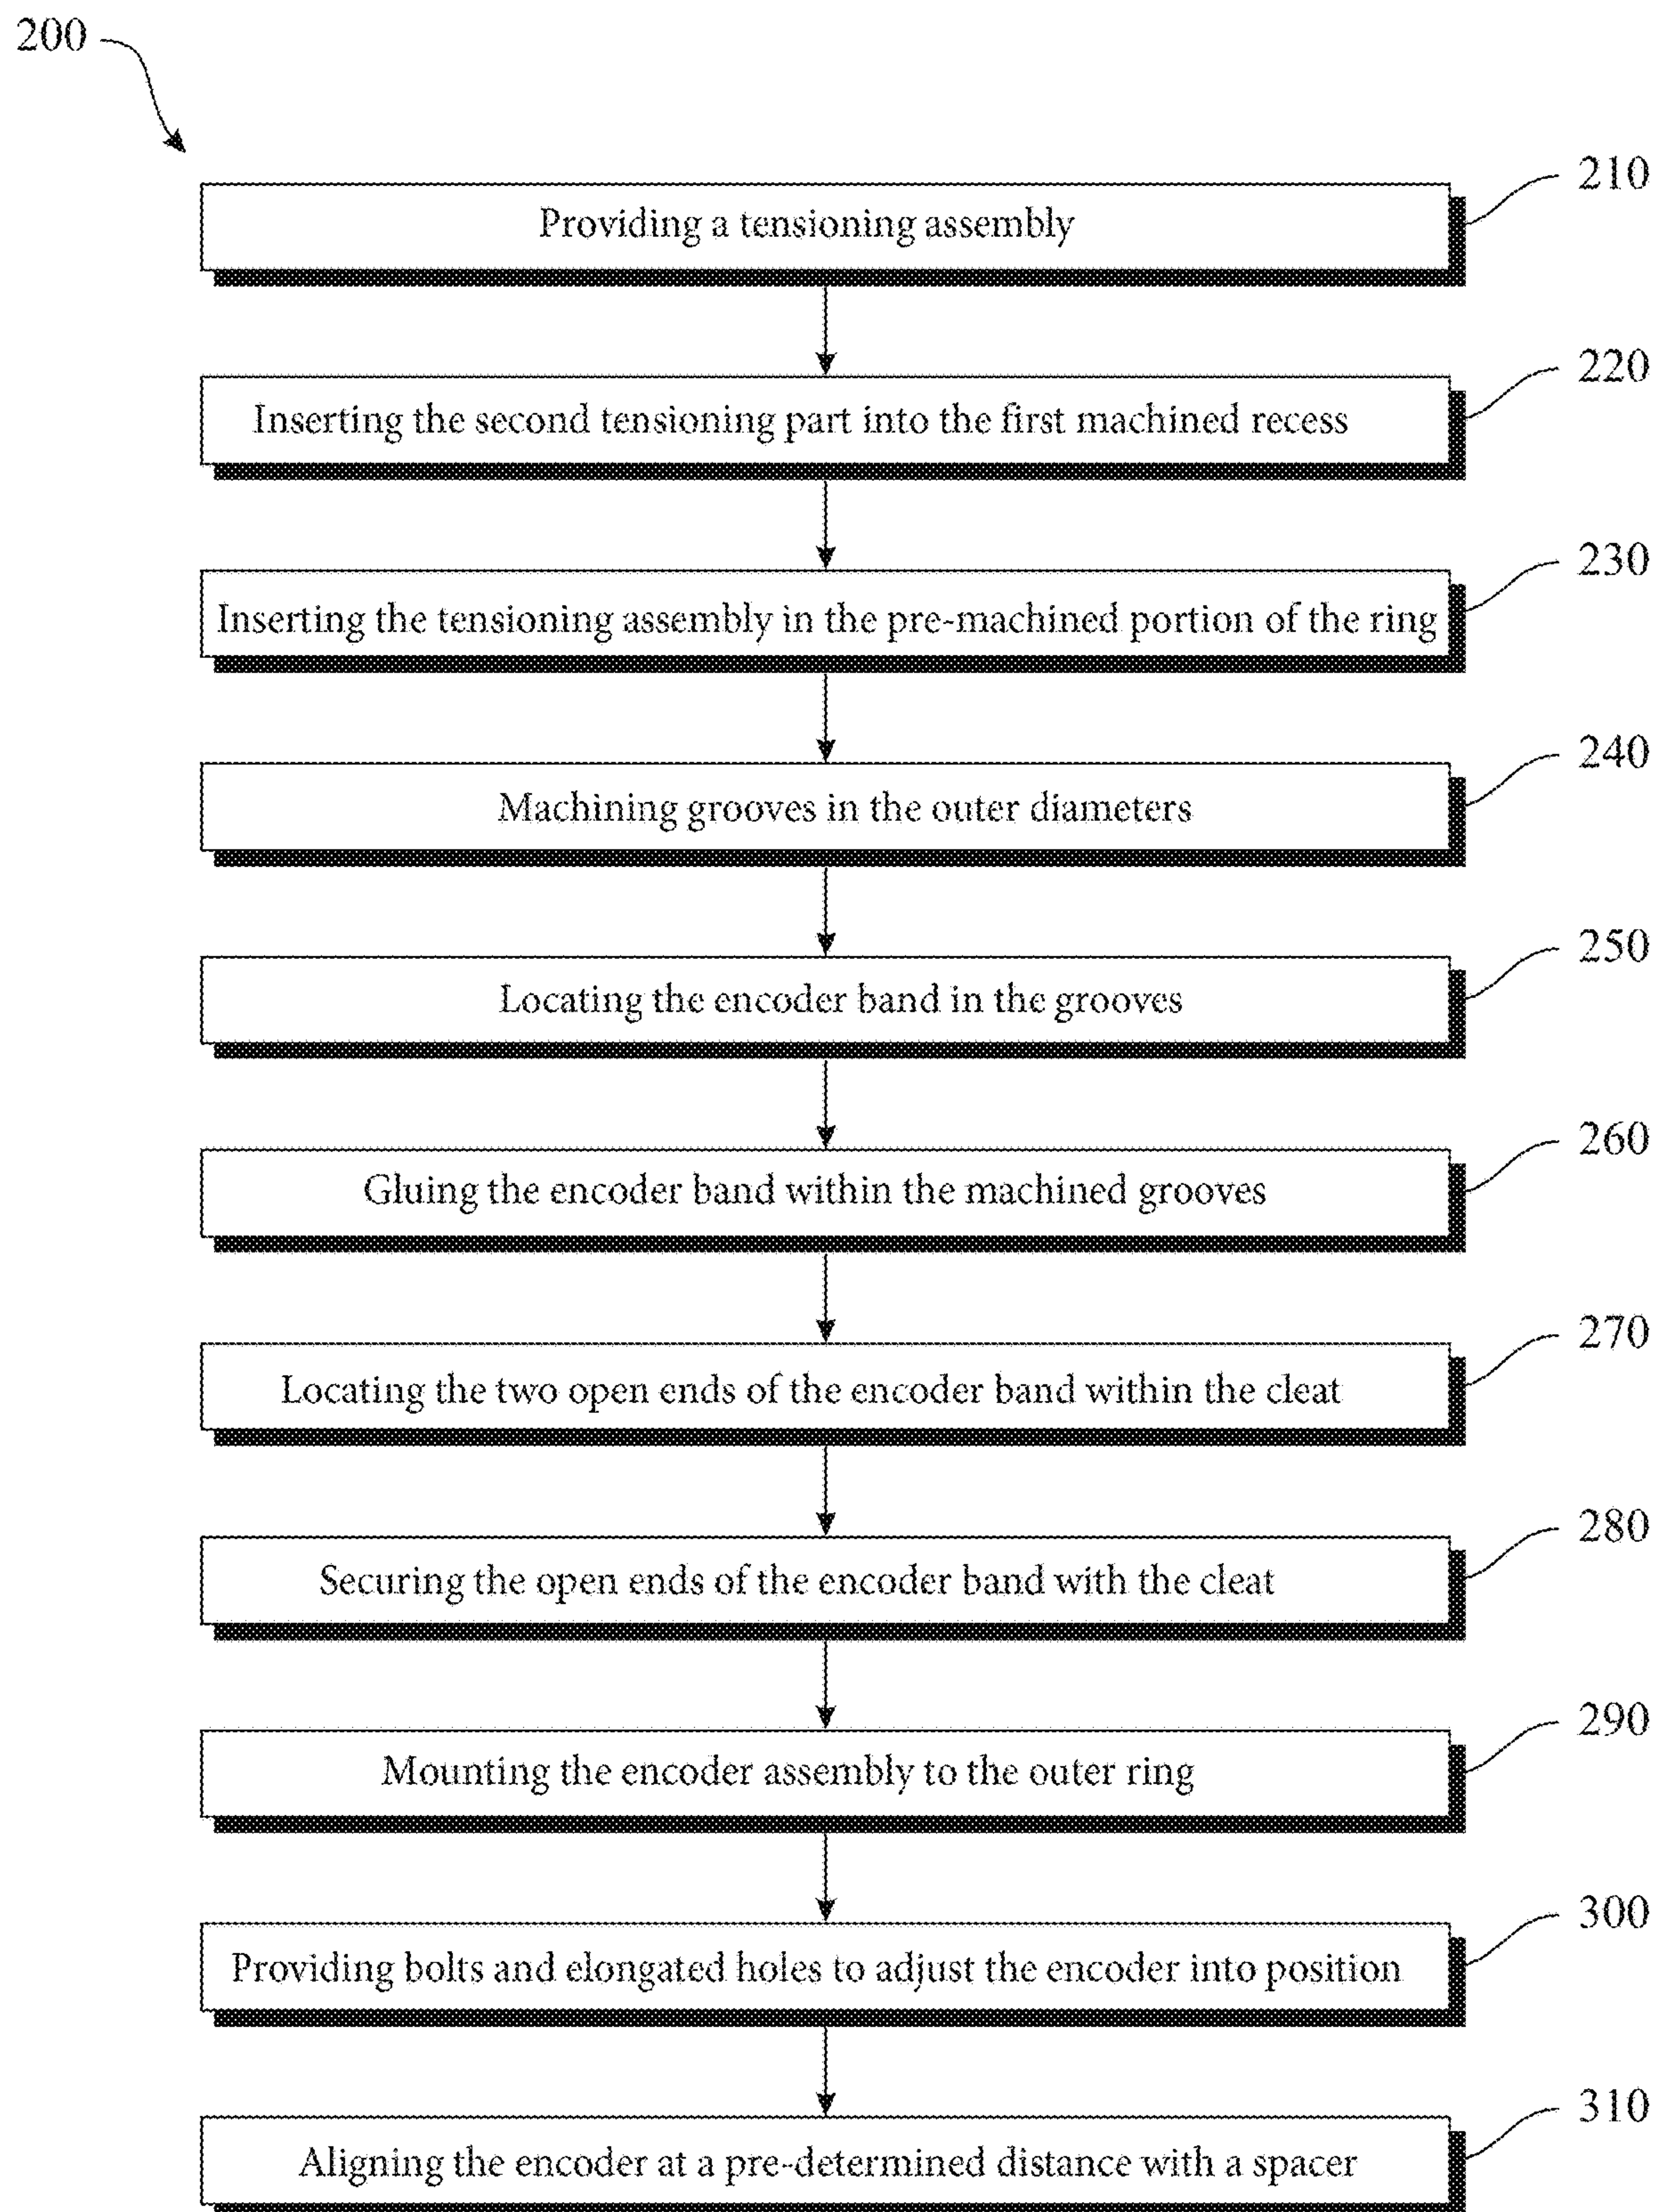 200
210
Providing a tensioning assembly
220
Inserting the second tensioning part into the first machined recess
230
Inserting the tensioning assembly in the pre-machined portion of the ring
240
Machining grooves in the outer diameters
250
Locating the encoder band in the grooves
260
Gluing the encoder band within the machined grooves
270
Locating the two open ends of the encoder band within the cleat
280
Securing the open ends of the encoder band with the cleat
290
Mounting the encoder assembly to the outer ring
300
Providing bolts and elongated holes to adjust the encoder into position
310
Aligning the encoder at a pre-determined distance with a spacer